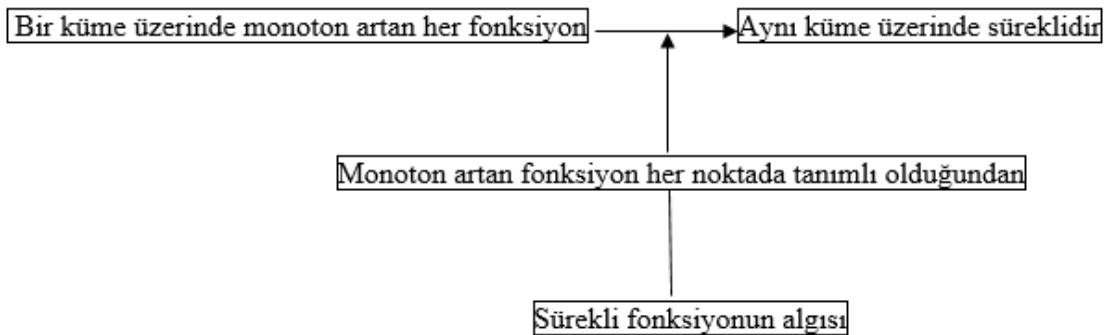 Bir küme üzerinde monoton artan her fonksiyon
Aynı küme üzerinde süreklidir
Monoton artan fonksiyon her noktada tanımlı olduğundan
Sürekli fonksiyonun algısı